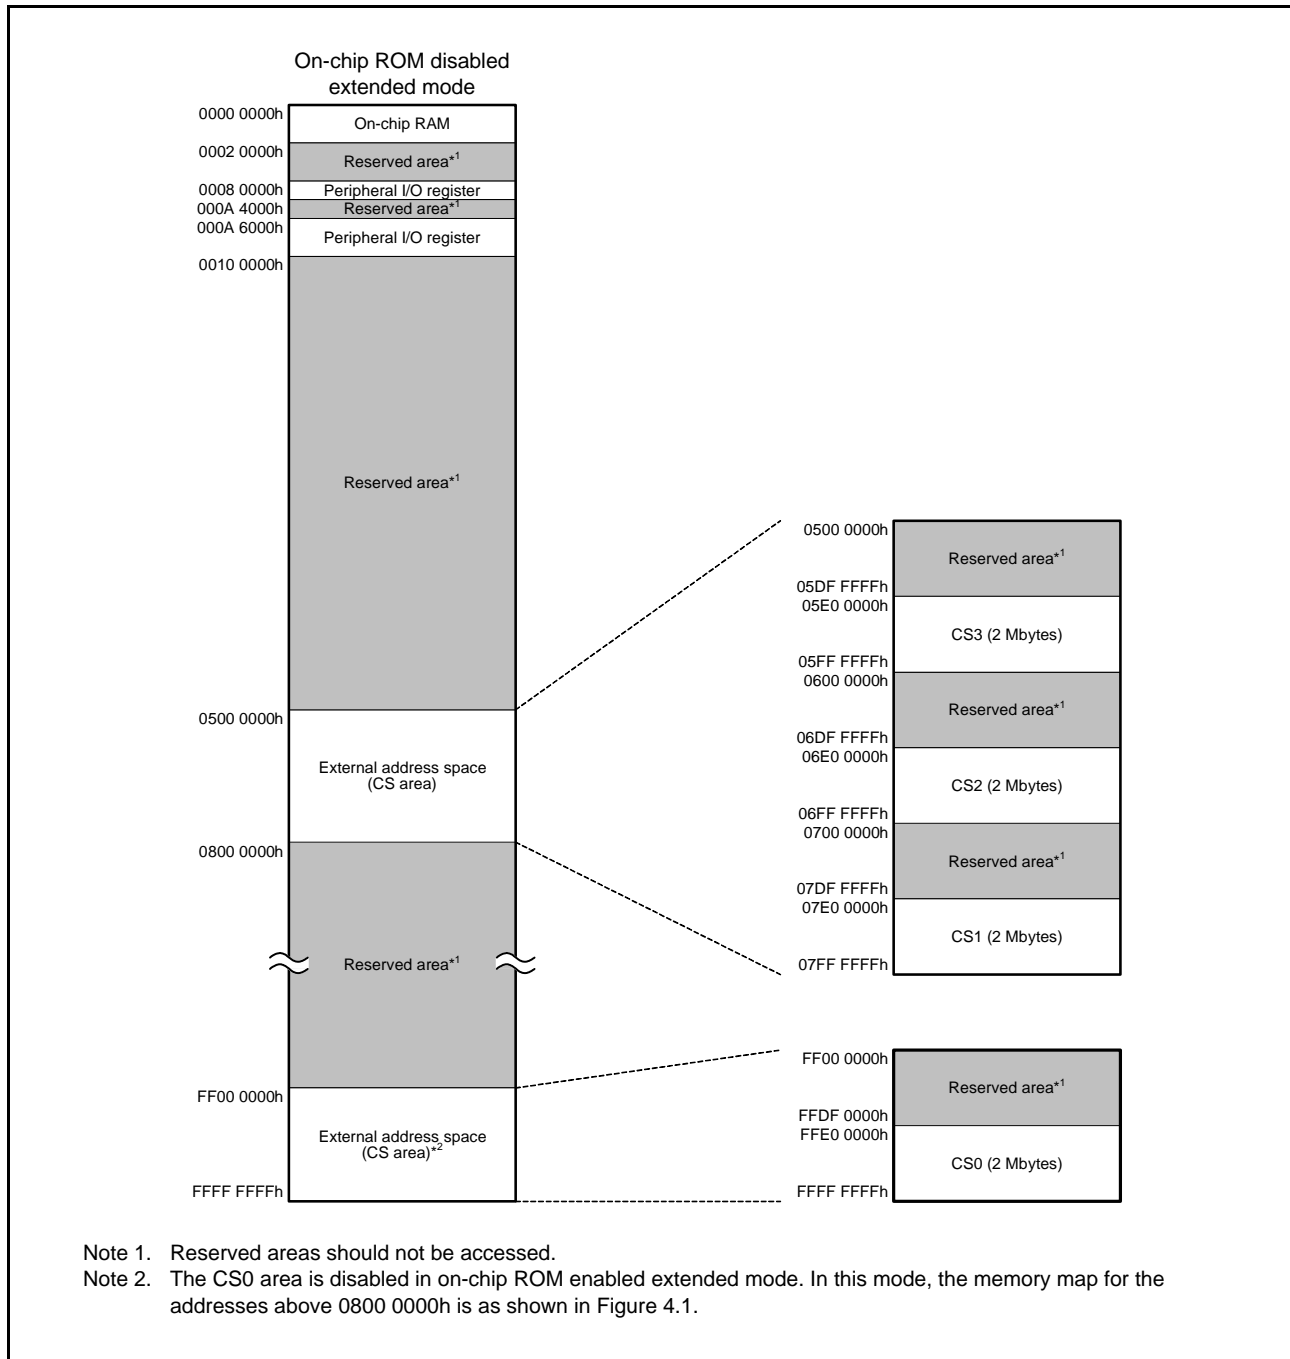 On-chip ROM disabled
extended mode
0000 0000h
On-chip RAM
0002 0000h
Reserved area*1
0008 0000h
Peripheral I/O register
000A 4000h
Reserved area*1
000A 6000h
Peripheral I/O register
0010 0000h
Reserved area*1
0500 0000h
External address space
(CS area)
0800 0000h
Reserved area*1
FF00 0000h
External address space
(CS area)*2
FFFF FFFFh
0500 0000h
Reserved area*1
05DF FFFFh
05E0 0000h
CS3 (2 Mbytes)
05FF FFFFh
0600 0000h
Reserved area*1
06DF FFFFh
06E0 0000h
CS2 (2 Mbytes)
06FF FFFFh
0700 0000h
Reserved area*1
07DF FFFFh
07E0 0000h
CS1 (2 Mbytes)
07FF FFFFh
FF00 0000h
Reserved area*1
FFDF 0000h
FFE0 0000h
CS0 (2 Mbytes)
FFFF FFFFh
Note 1. Reserved areas should not be accessed.
Note 2. The CS0 area is disabled in on-chip ROM enabled extended mode. In this mode, the memory map for the
addresses above 0800 0000h is as shown in Figure 4.1.